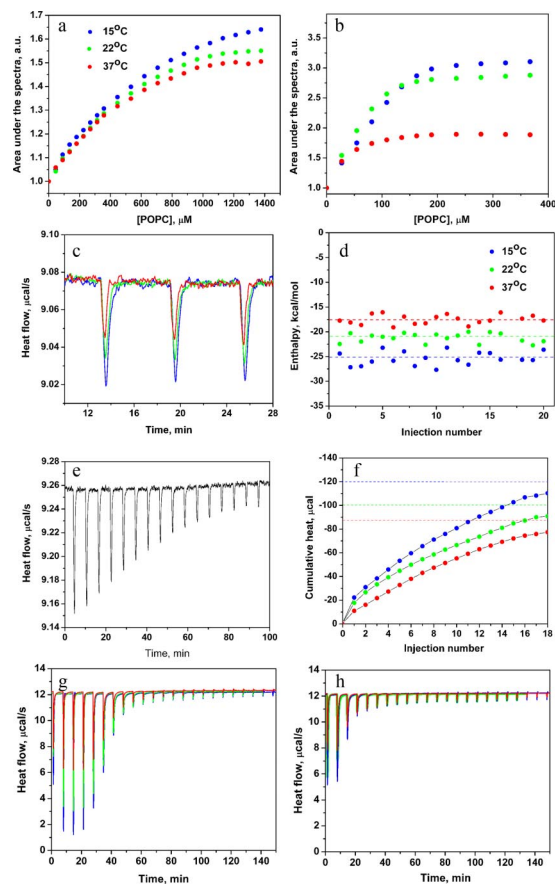 a
Area under the spectra, a.u.
1.7
1.6
1.5
1.4
1.3
1.2
1.1
1.0
15°C
22°C
37°C
0 200 400 600 800 1000 1200 1400
[POPC], μM
b
Area under the spectra, a.u.
4.0
3.5
3.0
2.5
2.0
1.5
1.0
0 100 200 300 400
[POPC], μM
c
Heat flow, μcal/s
9.10
9.08
9.06
9.04
9.02
10 12 14 16 18 20 22 24 26 28
Time, min
d
Enthalpy, kcal/mol
0
-5
-10
-15
-20
-25
-30
-35
15°C
22°C
37°C
0 5 10 15 20
Injection number
e
Heat flow, μcal/s
9.28
9.26
9.24
9.22
9.20
9.18
9.16
9.14
0 20 40 60 80 100
Time, min
f
Cumulative heat, μcal
-140
-120
-100
-80
-60
-40
-20
0
0 2 4 6 8 10 12 14 16 18
Injection number
g
Heat flow, μcal/s
14
12
10
8
6
4
2
0
0 20 40 60 80 100 120 140
Time, min
h
Heat flow, μcal/s
14
12
10
8
6
4
2
0
0 20 40 60 80 100 120 140
Time, min